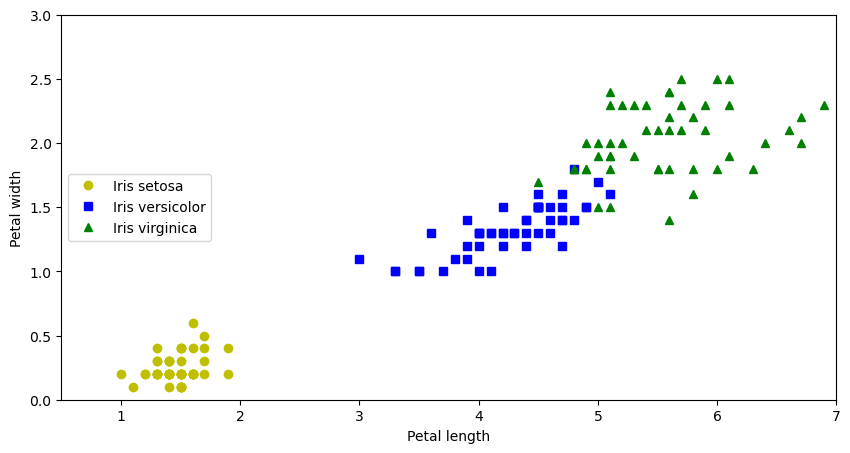 3.0
2.5
2.0
1.5
1.0
0.5
0.0
Petal width
Iris setosa
Iris versicolor
Iris virginica
1 2 3 4 5 6 7
Petal length